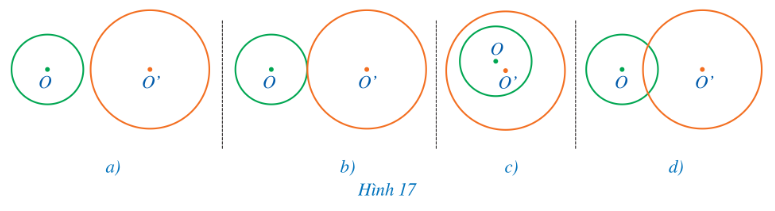 O O’ O O’ O O’ O O’
a) b) c) d)
Hình 17